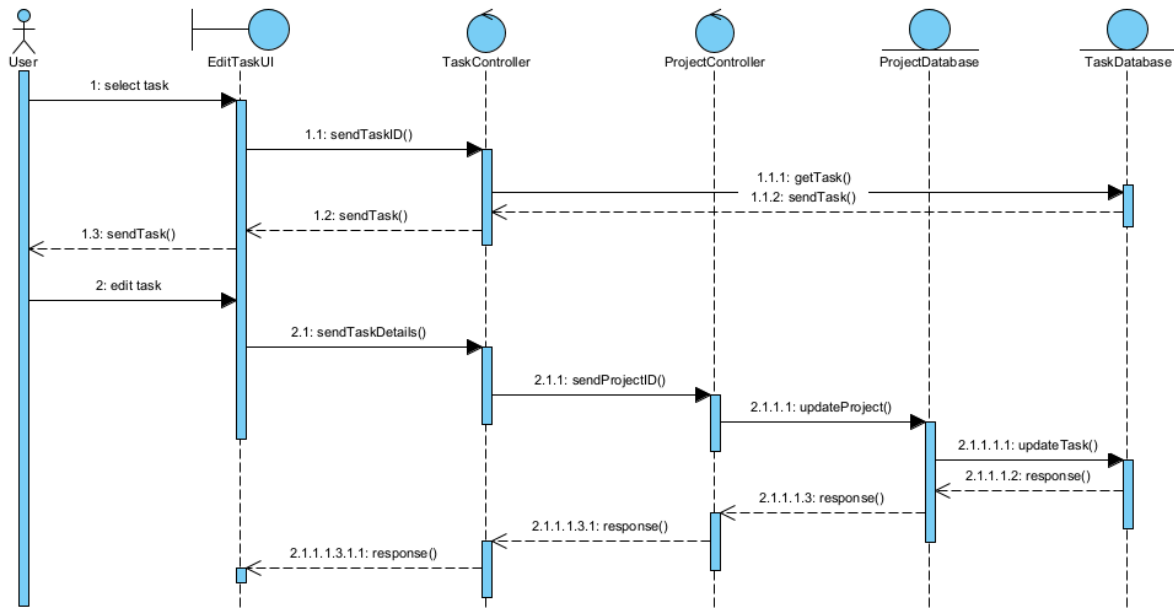 User
EditTaskUI
TaskController
ProjectController
ProjectDatabase
TaskDatabase
1: select task
1.1: sendTaskID()
1.1.1: getTask()
1.1.2: sendTask()
1.2: sendTask()
1.3: sendTask()
2: edit task
2.1: sendTaskDetails()
2.1.1: sendProjectID()
2.1.1.1: updateProject()
2.1.1.1.1: updateTask()
2.1.1.1.2: response()
2.1.1.1.3: response()
2.1.1.1.3.1: response()
2.1.1.1.3.1.1: response()